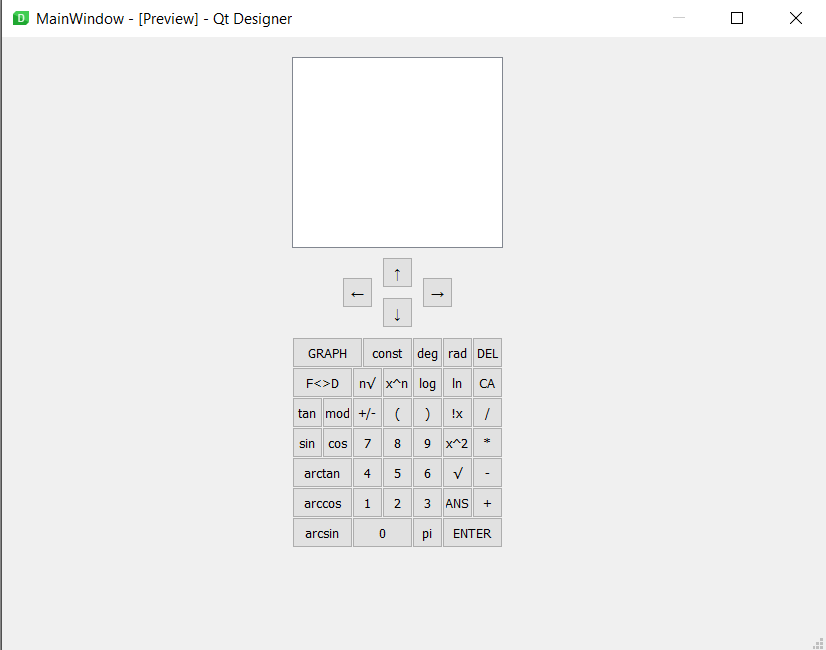 MainWindow - [Preview] - Qt Designer
↑
← →
↓
GRAPH const deg rad DEL
F<>D n√ x^n log ln CA
tan mod +/- ( ) !x /
sin cos 7 8 9 x^2 *
arctan 4 5 6 √ -
arccos 1 2 3 ANS +
arcsin 0 pi ENTER